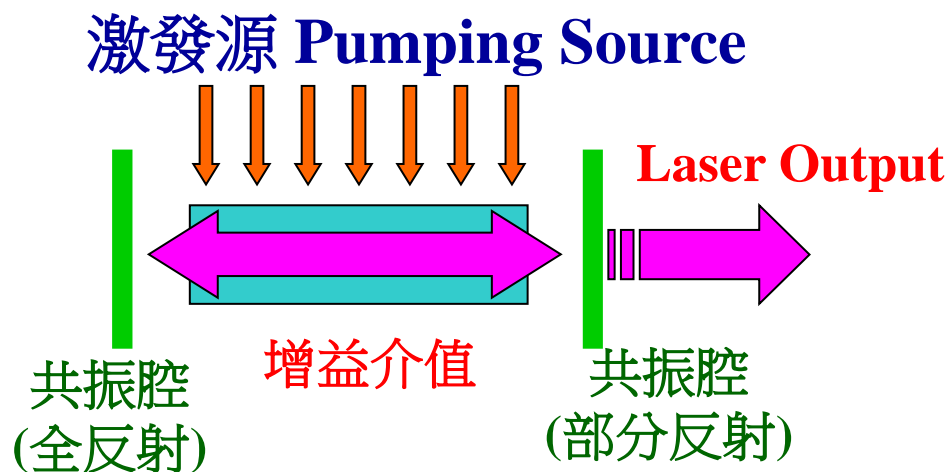 激發源 Pumping Source
Laser Output
增益介值
共振腔
(全反射)
共振腔
(部分反射)